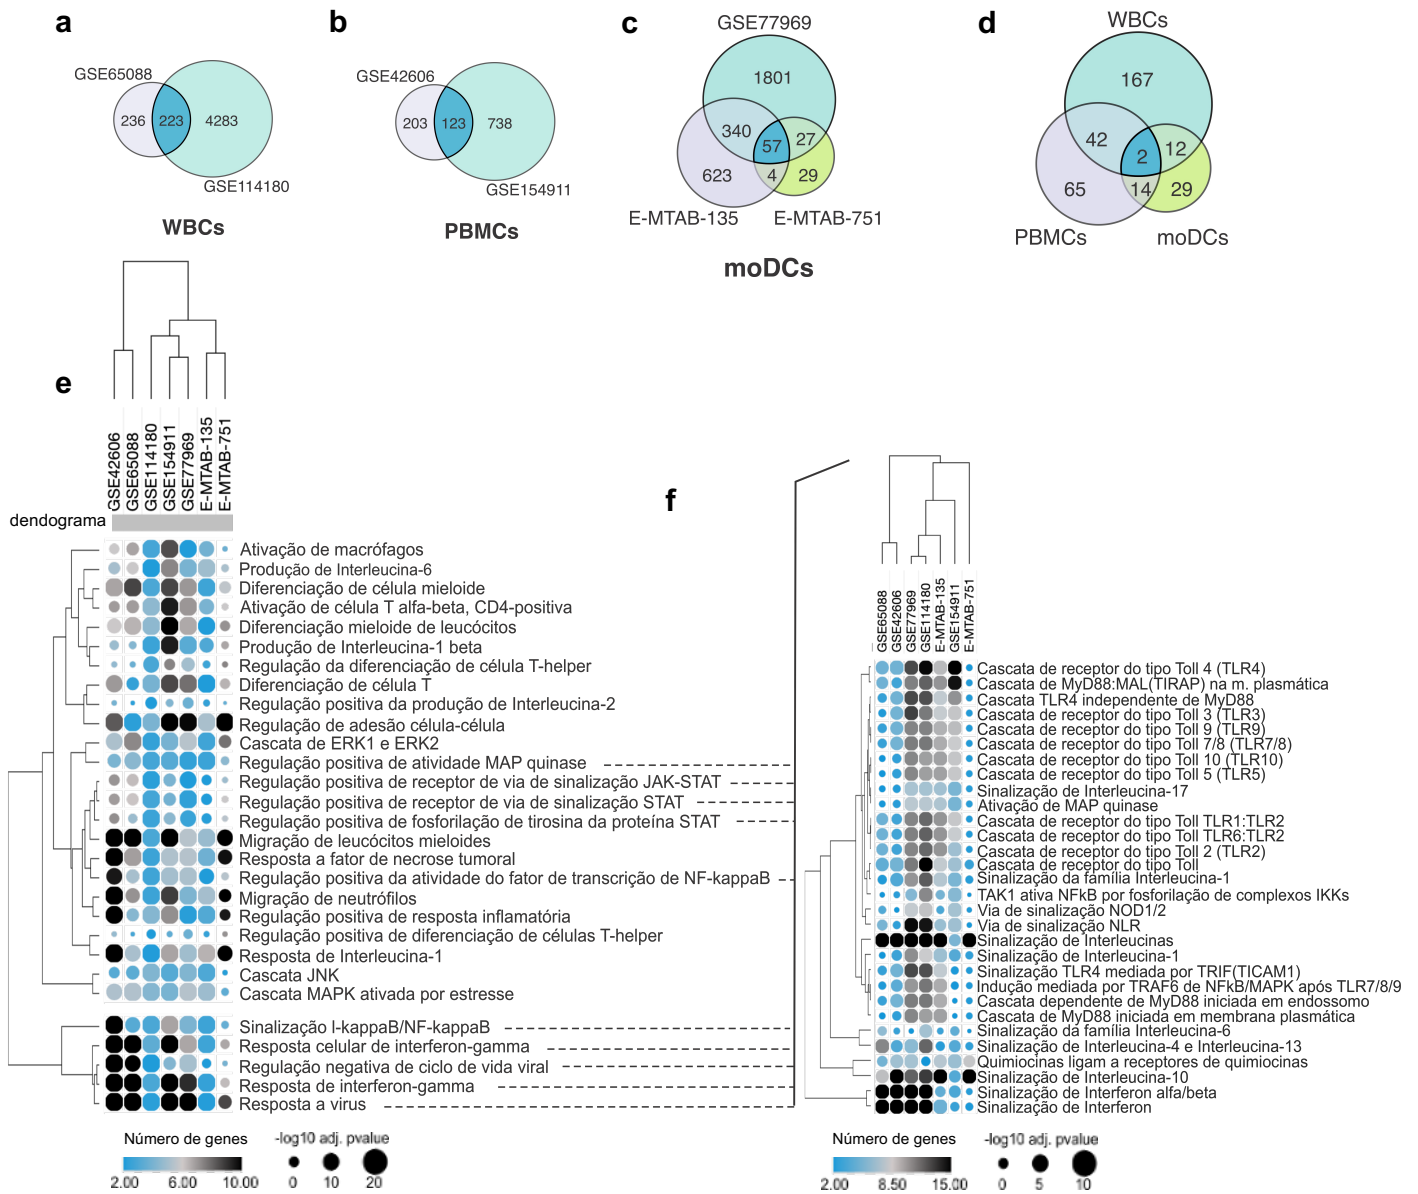 a
GSE65088
236
223
4283
GSE114180
WBCs
b
GSE42606
203
123
738
GSE154911
PBMCs
c
GSE77969
1801
340
57
27
623
4
29
E-MTAB-135
E-MTAB-751
moDCs
d
WBCs
167
42
2
12
65
14
29
PBMCs
moDCs
e
GSE42606
GSE65088
GSE114180
GSE154911
GSE77969
E-MTAB-135
E-MTAB-751
dendograma
Ativação de macrófagos
Produção de Interleucina-6
Diferenciação de célula mieloide
Ativação de célula T alfa-beta, CD4-positiva
Diferenciação mieloide de leucócitos
Produção de Interleucina-1 beta
Regulação da diferenciação de célula T-helper
Diferenciação de célula T
Regulação positiva da produção de Interleucina-2
Regulação de adesão célula-célula
Cascata de ERK1 e ERK2
Regulação positiva de atividade MAP quinase
Regulação positiva de receptor de via de sinalização JAK-STAT
Regulação positiva de receptor de via de sinalização STAT
Regulação positiva de fosforilação de tirosina da proteína STAT
Migração de leucócitos mieloides
Resposta a fator de necrose tumoral
Regulação positiva da atividade do fator de transcrição de NF-kappaB
Migração de neutrófilos
Regulação positiva de resposta inflamatória
Regulação positiva de diferenciação de células T-helper
Resposta de Interleucina-1
Cascata JNK
Cascata MAPK ativada por estresse
Sinalização I-kappaB/NF-kappaB
Resposta celular de interferon-gamma
Regulação negativa de ciclo de vida viral
Resposta de interferon-gamma
Resposta a virus
Número de genes
2.00 6.00 10.00
-log10 adj. pvalue
0 10 20
f
GSE65088
GSE42606
GSE77969
GSE114180
E-MTAB-135
GSE154911
E-MTAB-751
Cascata de receptor do tipo Toll 4 (TLR4)
Cascata de MyD88:MAL(TIRAP) na m. plasmática
Cascata TLR4 independente de MyD88
Cascata de receptor do tipo Toll 3 (TLR3)
Cascata de receptor do tipo Toll 9 (TLR9)
Cascata de receptor do tipo Toll 7/8 (TLR7/8)
Cascata de receptor do tipo Toll 10 (TLR10)
Cascata de receptor do tipo Toll 5 (TLR5)
Sinalização de Interleucina-17
Ativação de MAP quinase
Cascata de receptor do tipo Toll TLR1:TLR2
Cascata de receptor do tipo Toll TLR6:TLR2
Cascata de receptor do tipo Toll 2 (TLR2)
Cascata de receptor do tipo Toll
Sinalização da família Interleucina-1
TAK1 ativa NFkB por fosforilação de complexos IKKs
Via de sinalização NOD1/2
Via de sinalização NLR
Sinalização de Interleucinas
Sinalização de Interleucina-1
Sinalização TLR4 mediada por TRIF(TICAM1)
Indução mediada por TRAF6 de NFkB/MAPK após TLR7/8/9
Cascata dependente de MyD88 iniciada em endossomo
Cascata de MyD88 iniciada em membrana plasmática
Sinalização da família Interleucina-6
Sinalização de Interleucina-4 e Interleucina-13
Quimiocinas ligam a receptores de quimiocinas
Sinalização de Interleucina-10
Sinalização de Interferon alfa/beta
Sinalização de Interferon
Número de genes
2.00 8.50 15.00
-log10 adj. pvalue
0 5 10